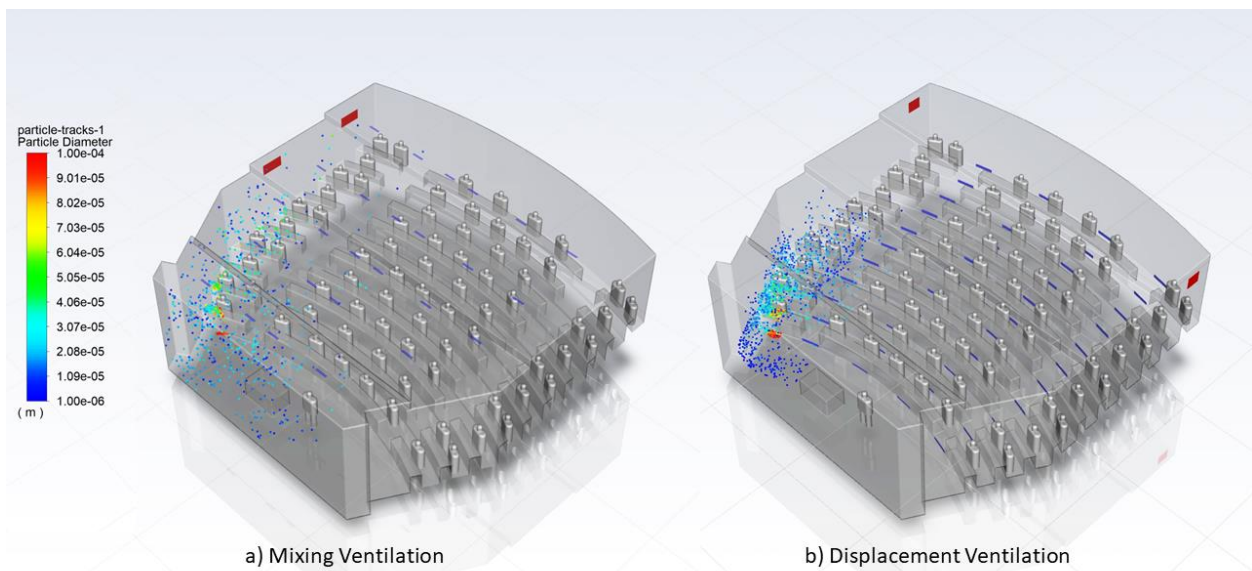 particle-tracks-1
Particle Diameter
1.00e-04
9.01e-05
8.02e-05
7.03e-05
6.04e-05
5.05e-05
4.06e-05
3.07e-05
2.08e-05
1.09e-05
1.00e-06
( m )
a) Mixing Ventilation
b) Displacement Ventilation